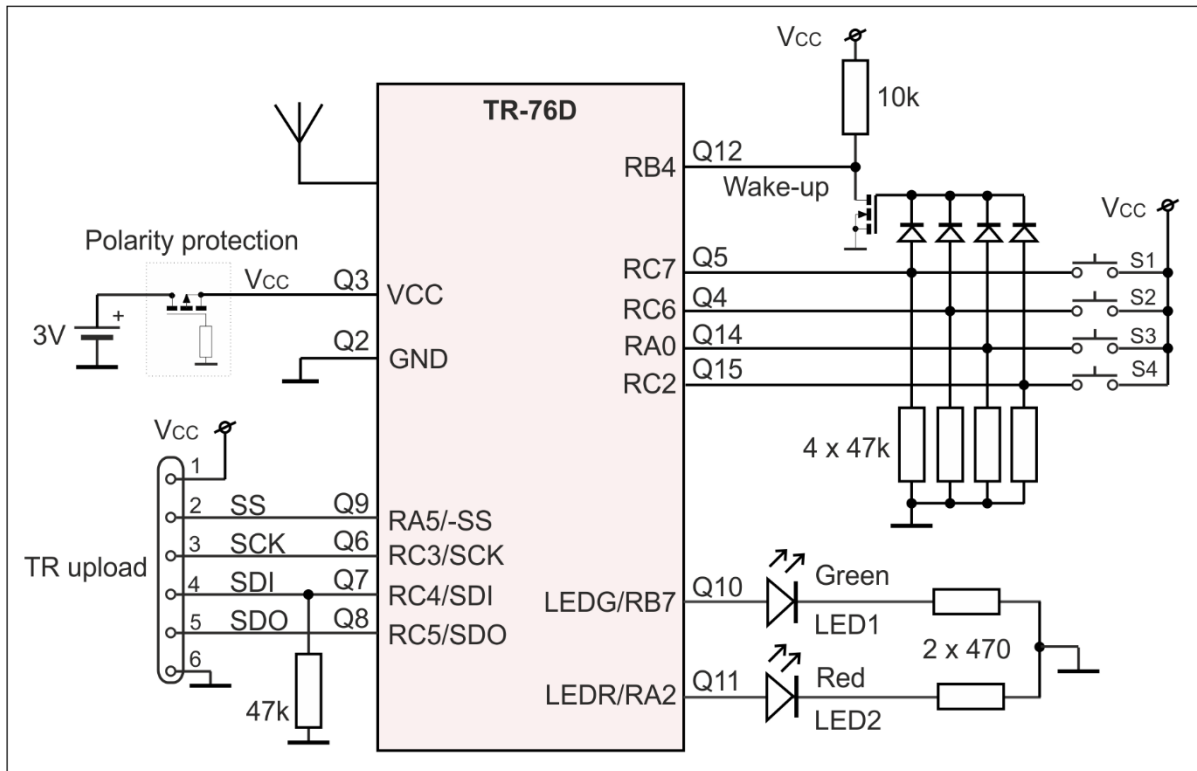 Vcc
10k
TR-76D
RB4
Q12
Wake-up
Polarity protection
Vcc
Q3
VCC
3V
+
Q2
GND
Vcc
RC7
Q5
S1
RC6
Q4
S2
RA0
Q14
S3
RC2
Q15
S4
4 x 47k
Vcc
TR upload
1
2
SS
Q9
RA5/-SS
3
SCK
Q6
RC3/SCK
4
SDI
Q7
RC4/SDI
5
SDO
Q8
RC5/SDO
6
47k
LEDG/RB7
Q10
Green
LED1
2 x 470
LEDR/RA2
Q11
Red
LED2